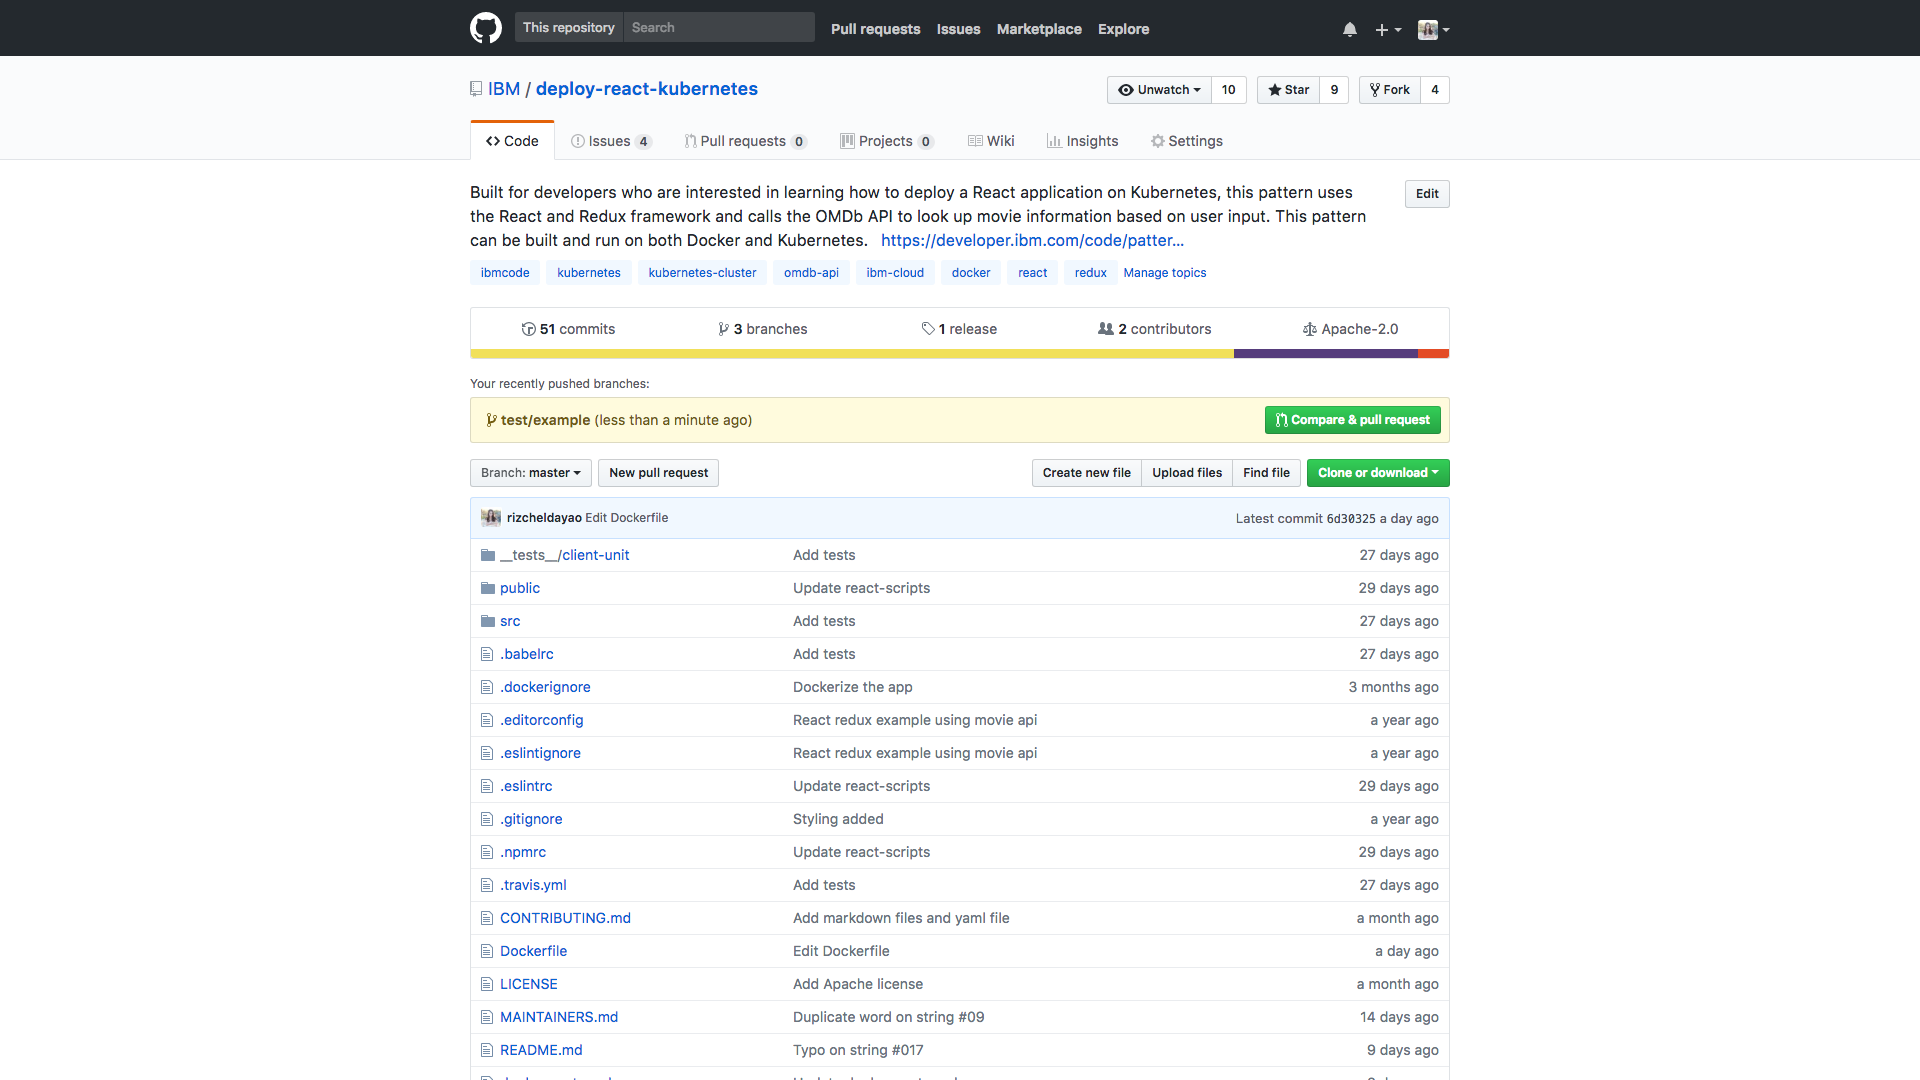 This repository Search Pull requests Issues Marketplace Explore
IBM / deploy-react-kubernetes Unwatch 10 Star 9 Fork 4
Code Issues 4 Pull requests 0 Projects 0 Wiki Insights Settings
Built for developers who are interested in learning how to deploy a React application on Kubernetes, this pattern uses Edit
the React and Redux framework and calls the OMDb API to look up movie information based on user input. This pattern
can be built and run on both Docker and Kubernetes. https://developer.ibm.com/code/patter...
ibmcode kubernetes kubernetes-cluster omdb-api ibm-cloud docker react redux Manage topics
51 commits 3 branches 1 release 2 contributors Apache-2.0
Your recently pushed branches:
test/example (less than a minute ago) Compare & pull request
Branch: master New pull request Create new file Upload files Find file Clone or download
rizcheldayao Edit Dockerfile Latest commit 6d30325 a day ago
__tests__/client-unit Add tests 27 days ago
public Update react-scripts 29 days ago
src Add tests 27 days ago
.babelrc Add tests 27 days ago
.dockerignore Dockerize the app 3 months ago
.editorconfig React redux example using movie api a year ago
.eslintignore React redux example using movie api a year ago
.eslintrc Update react-scripts 29 days ago
.gitignore Styling added a year ago
.npmrc Update react-scripts 29 days ago
.travis.yml Add tests 27 days ago
CONTRIBUTING.md Add markdown files and yaml file a month ago
Dockerfile Edit Dockerfile a day ago
LICENSE Add Apache license a month ago
MAINTAINERS.md Duplicate word on string #09 14 days ago
README.md Typo on string #017 9 days ago